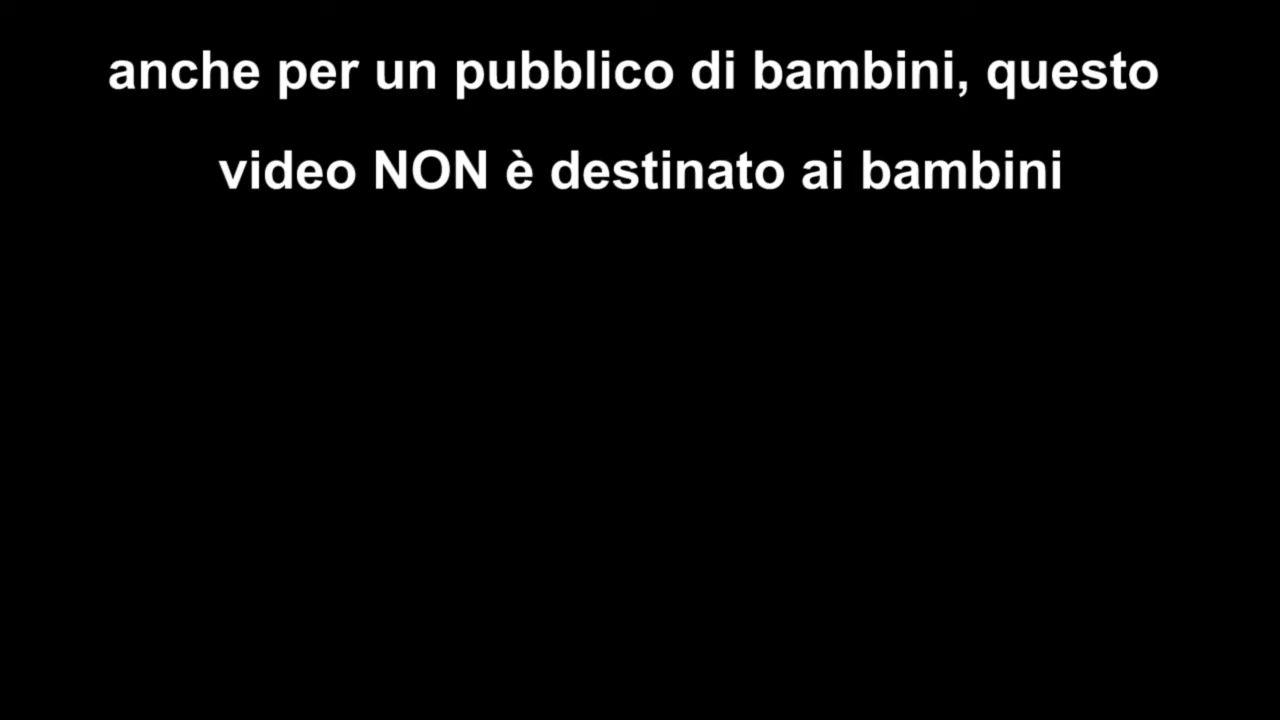 anche per un pubblico di bambini, questo
video NON è destinato ai bambini